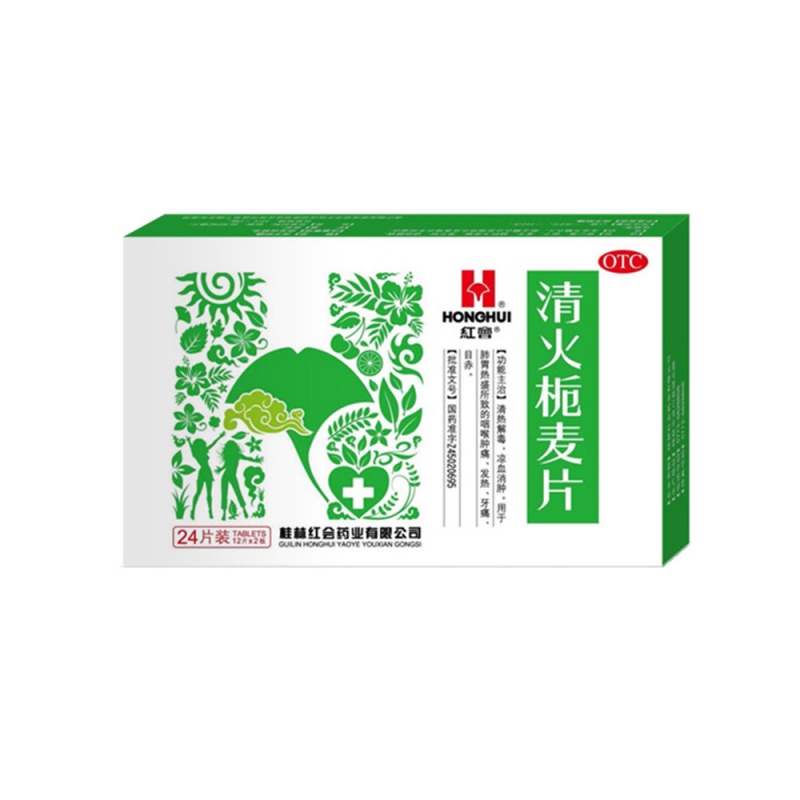 OTC
清火栀麦片
HONGHUI®
紅會®
【功能主治】清热解毒，凉血消肿。用于
肺胃热盛所致的咽喉肿痛、发热、牙痛、
目赤。
【批准文号】国药准字Z45020695
24片装
TABLETS
12片x2板
桂林红会药业有限公司
GUILIN HONGHUI YAOYE YOUXIAN GONGSI